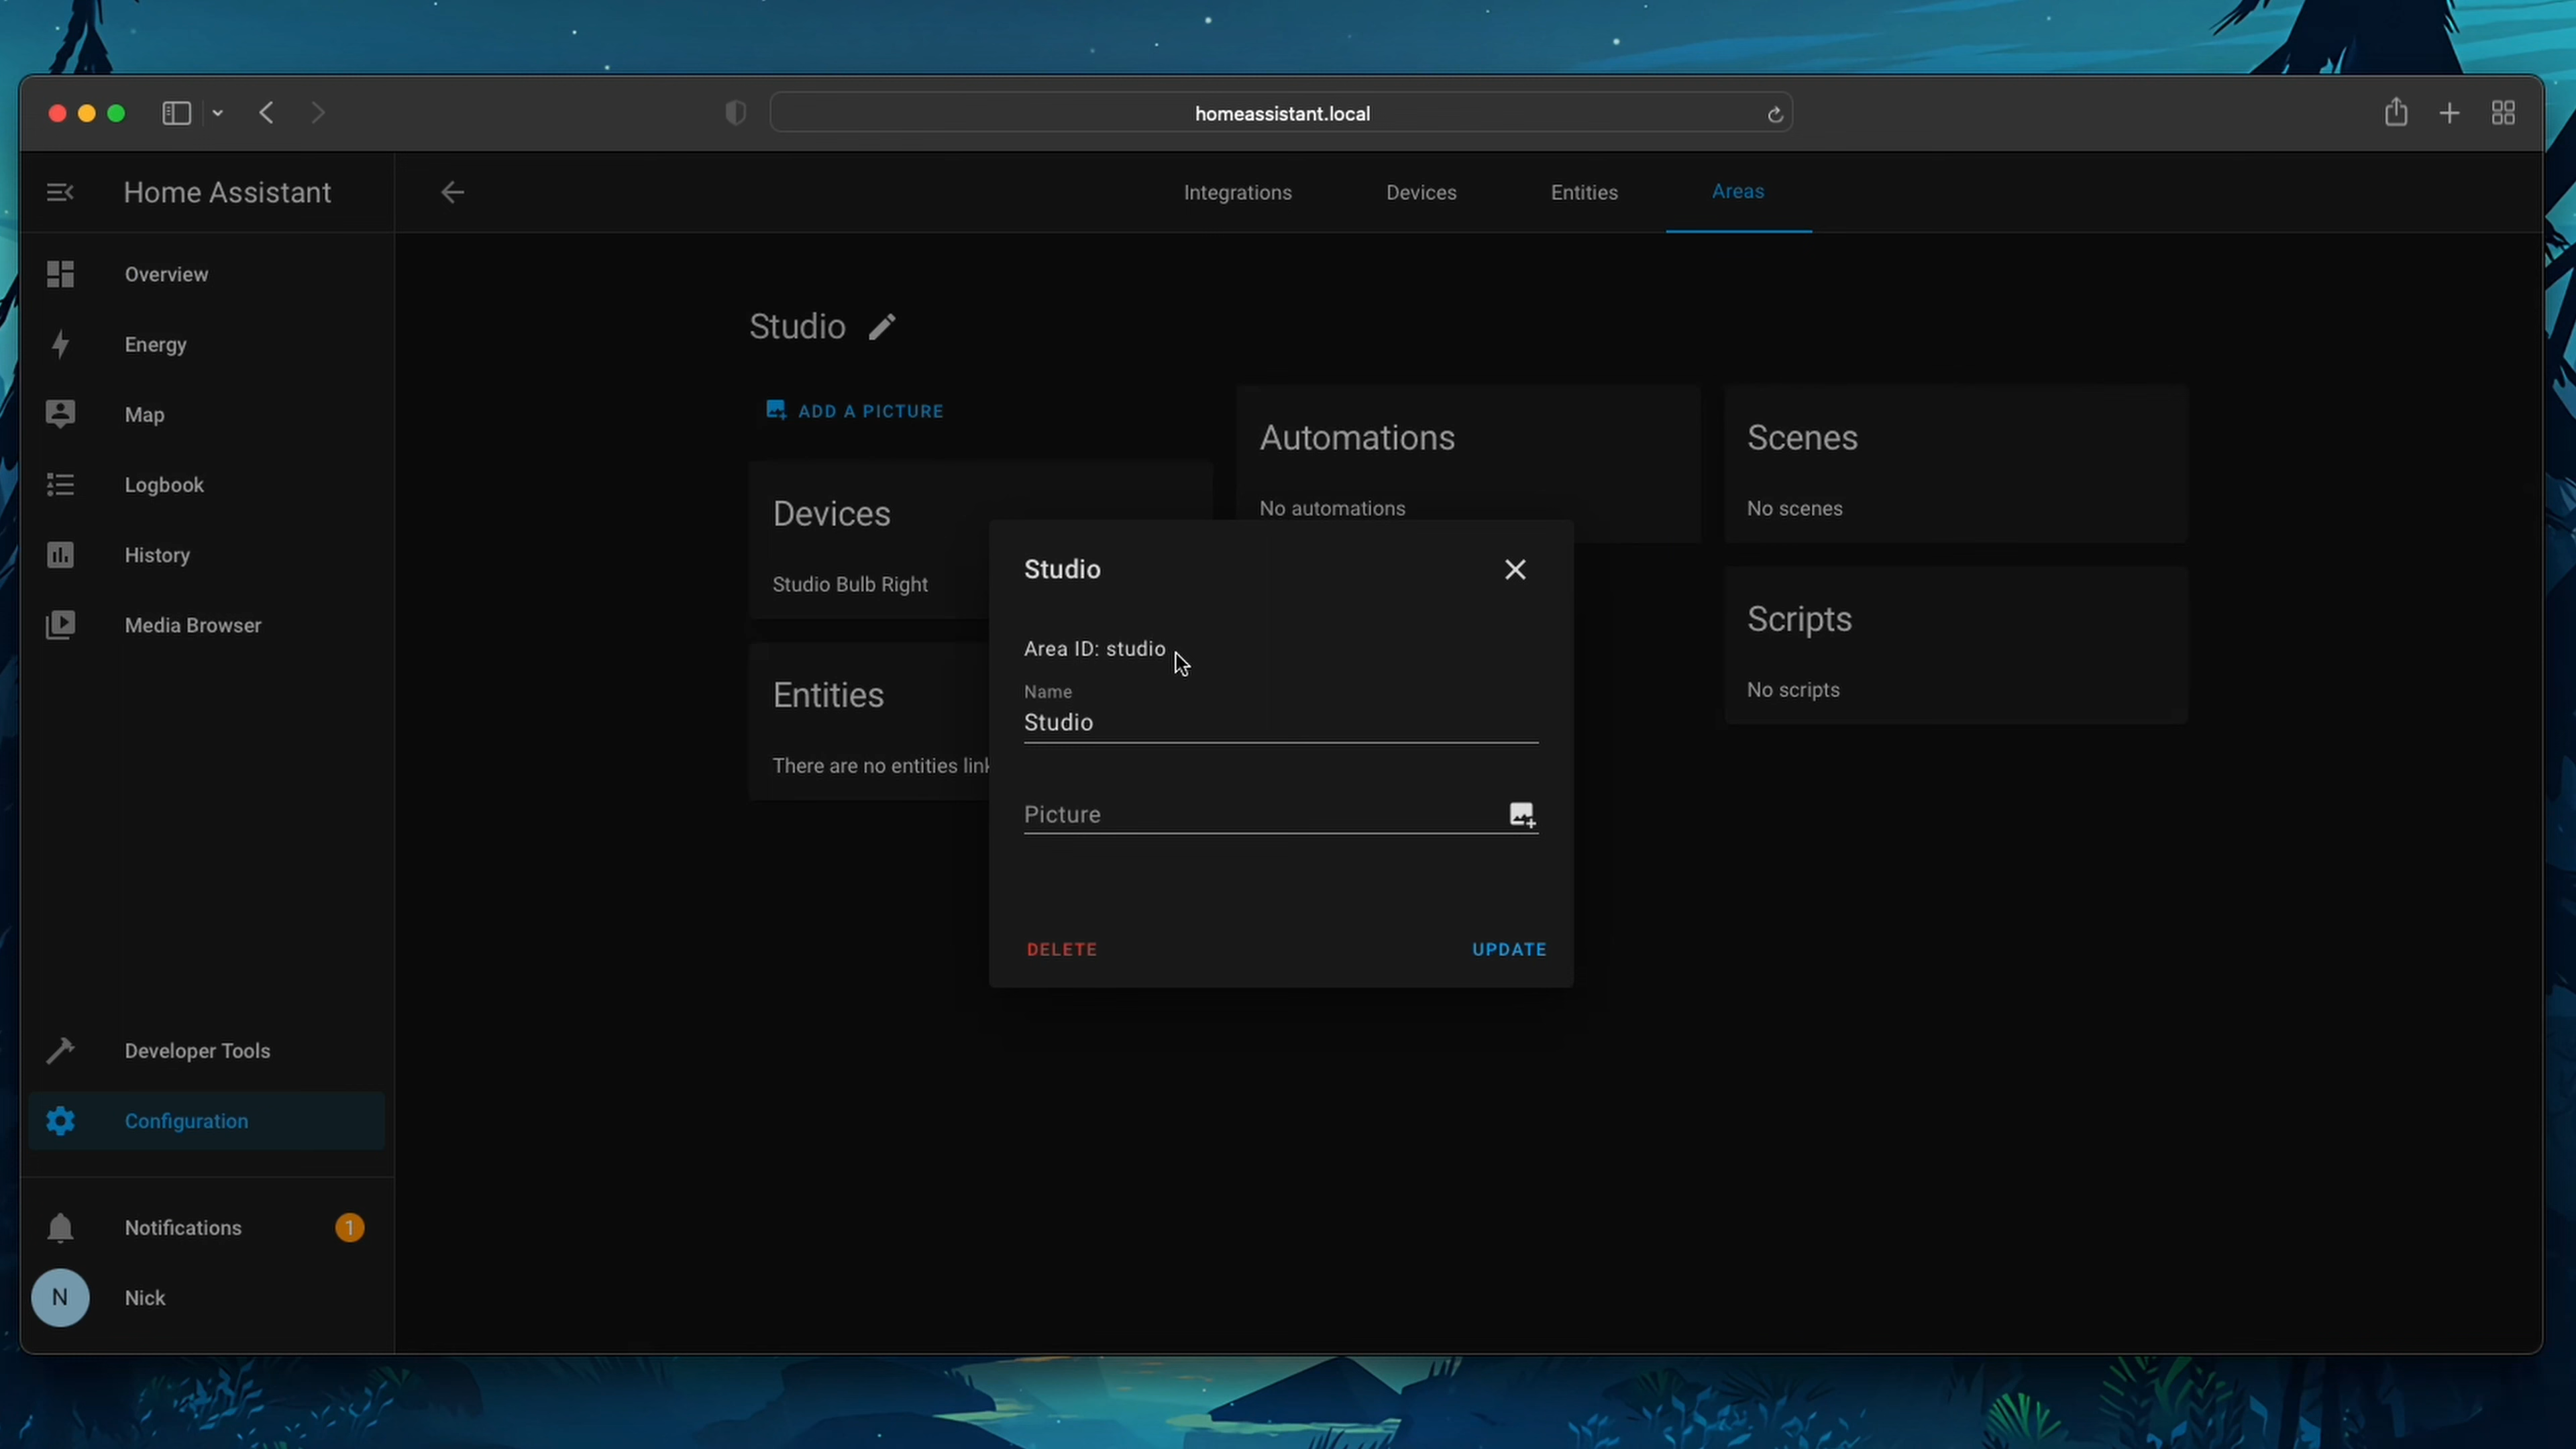 homeassistant.local
Home Assistant
Integrations
Devices
Entities
Areas
Overview
Energy
Map
Logbook
History
Media Browser
Developer Tools
Configuration
Notifications
1
N
Nick
Studio
ADD A PICTURE
Devices
Studio Bulb Right
Entities
There are no entities link
Automations
No automations
Scenes
No scenes
Scripts
No scripts
Studio
Area ID: studio
Name
Studio
Picture
DELETE
UPDATE